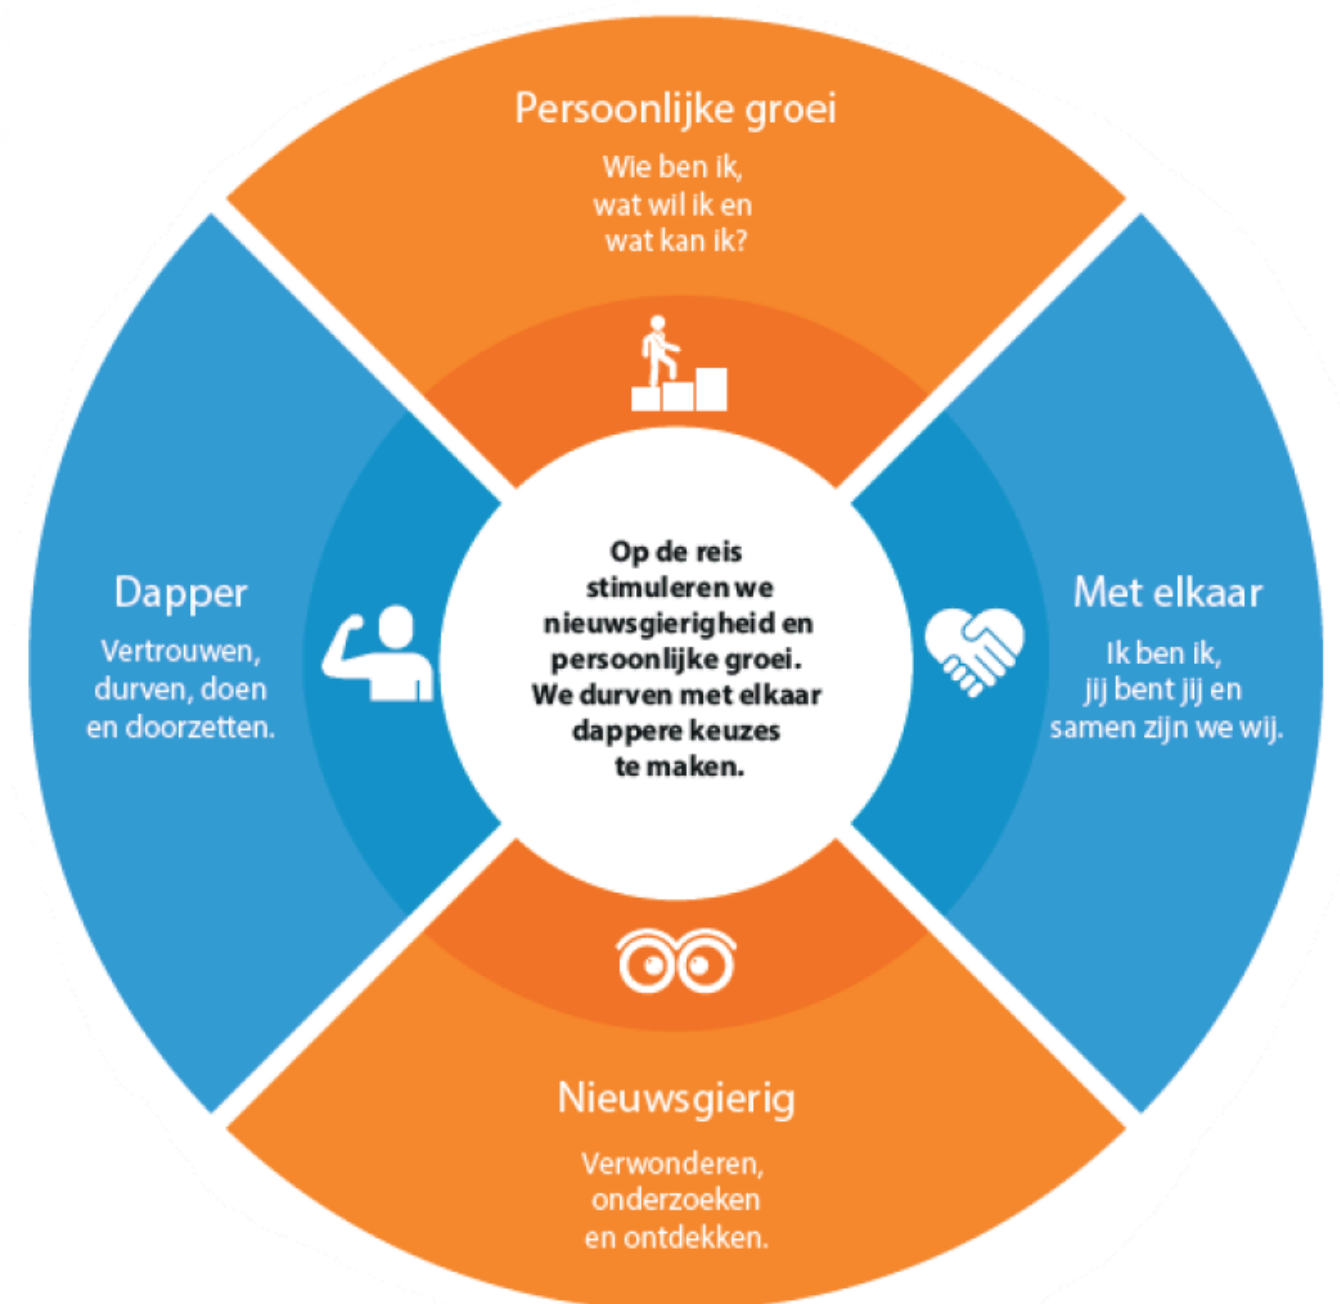 Persoonlijke groei
Wie ben ik,
wat wil ik en
wat kan ik?
Dapper
Vertrouwen,
durven, doen
en doorzetten.
Op de reis
stimuleren we
nieuwsgierigheid en
persoonlijke groei.
We durven met elkaar
dappere keuzes
te maken.
Met elkaar
Ik ben ik,
jij bent jij en
samen zijn we wij.
Nieuwsgierig
Verwonderen,
onderzoeken
en ontdekken.